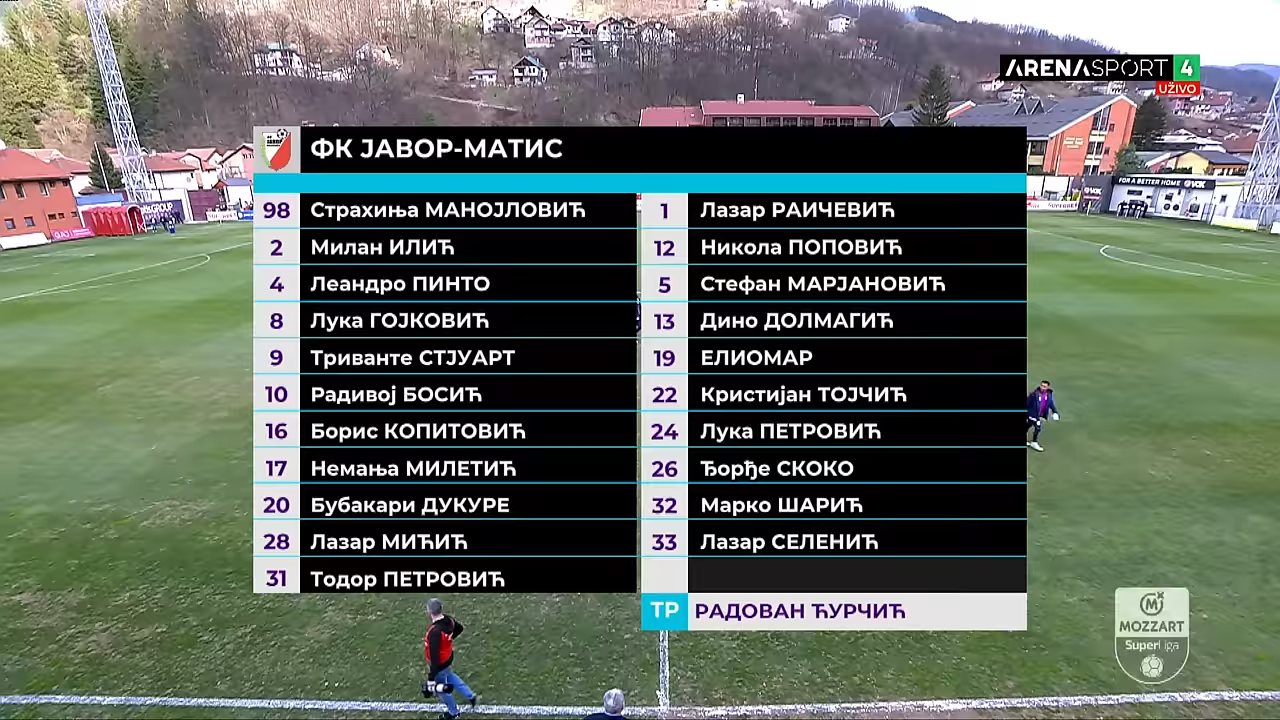 ARENASPORT 4
UŽIVO
ФК ЈАВОР-МАТИС
98 Страхиња МАНОЈЛОВИЋ
2 Милан ИЛИЋ
4 Леандро ПИНТО
8 Лука ГОЈКОВИЋ
9 Триванте СТЈУАРТ
10 Радивој БОСИЋ
16 Борис КОПИТОВИЋ
17 Немања МИЛЕТИЋ
20 Бубакари ДУКУРЕ
28 Лазар МИЋИЋ
31 Тодор ПЕТРОВИЋ
1 Лазар РАИЧЕВИЋ
12 Никола ПОПОВИЋ
5 Стефан МАРЈАНОВИЋ
13 Дино ДОЛМАГИЋ
19 ЕЛИОМАР
22 Кристијан ТОЈЧИЋ
24 Лука ПЕТРОВИЋ
26 Ђорђе СКОКО
32 Марко ШАРИЋ
33 Лазар СЕЛЕНИЋ
ТР РАДОВАН ЋУРЧИЋ
FOR A BETTER HOME VOX
VOX
MOZZART
SuperLiga